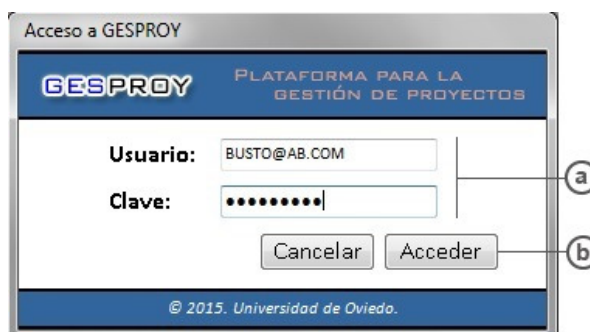 Acceso a GESPROY
GESPROY
PLATAFORMA PARA LA
GESTIÓN DE PROYECTOS
Usuario: BUSTO@AB.COM
a
Clave: •••••••••
Cancelar Acceder b
© 2015. Universidad de Oviedo.